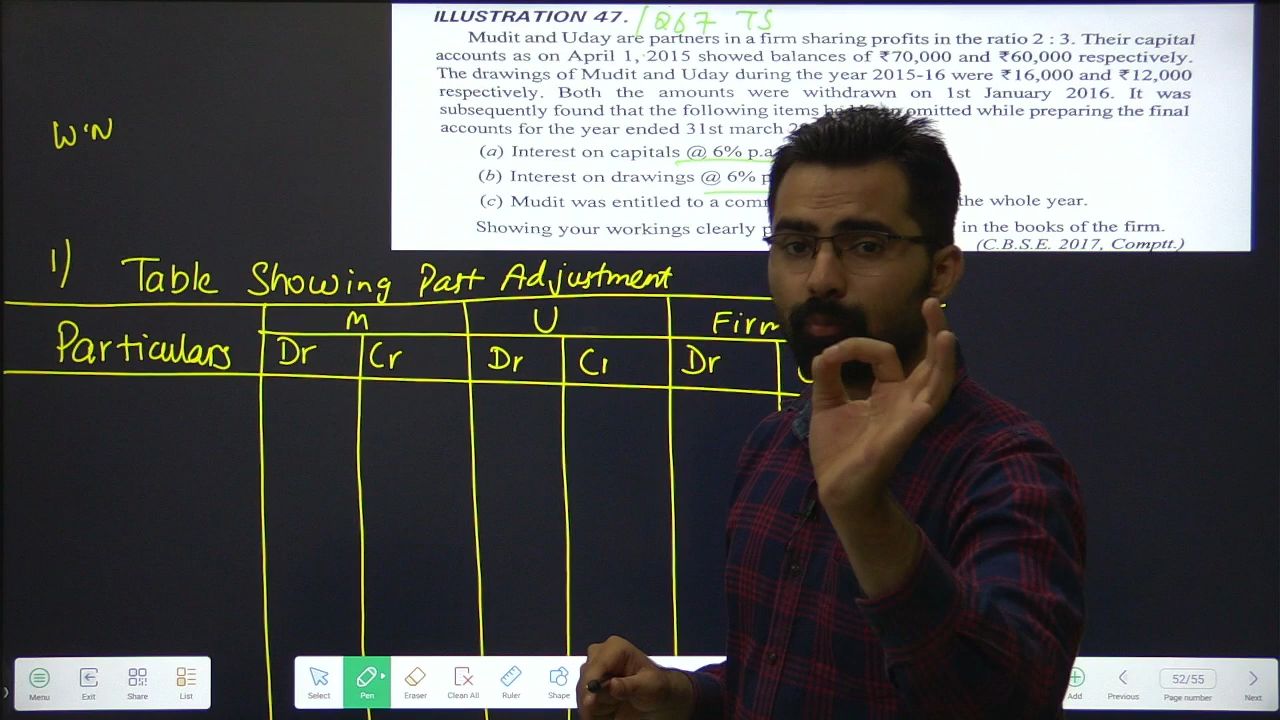 ILLUSTRATION 47. / Q67 TS
Mudit and Uday are partners in a firm sharing profits in the ratio 2 : 3. Their capital
accounts as on April 1, 2015 showed balances of ₹70,000 and ₹60,000 respectively.
The drawings of Mudit and Uday during the year 2015-16 were ₹16,000 and ₹12,000
respectively. Both the amounts were withdrawn on 1st January 2016. It was
subsequently found that the following items omitted while preparing the final
accounts for the year ended 31st march
(a) Interest on capitals @ 6% p.a
(b) Interest on drawings @ 6% p
(c) Mudit was entitled to a the whole year.
Showing your workings clearly in the books of the firm.
(C.B.S.E. 2017, Comptt.)
W·N
1) Table Showing Past Adjustment
Particulars M U Firm
Dr Cr Dr Cr Dr
Menu Exit Share List Select Pen Eraser Clean All Ruler Shape Add Previous 52/55 Page number Next